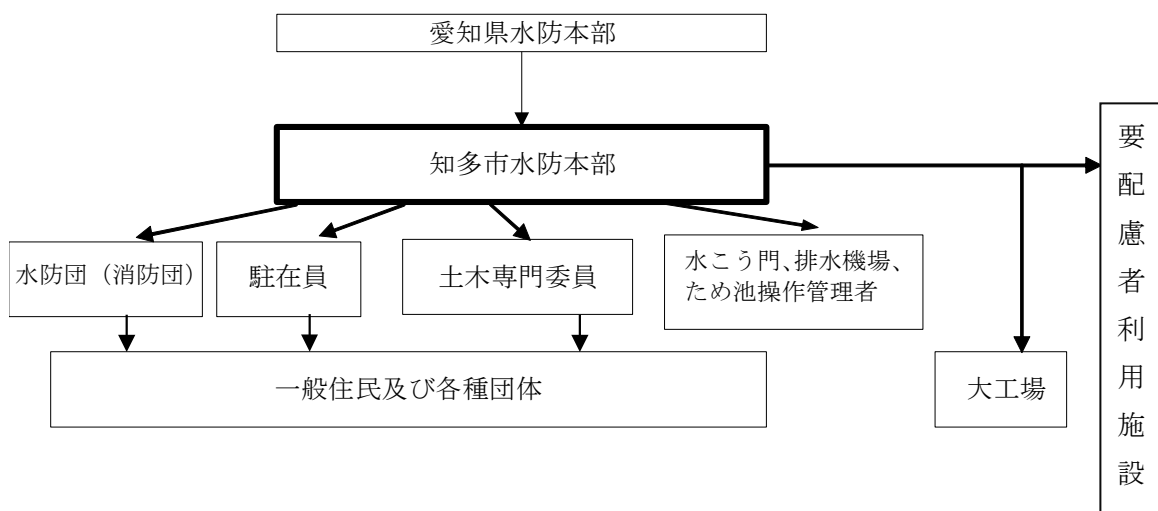 愛知県水防本部
知多市水防本部
水防団（消防団）
駐在員
土木専門委員
水こう門、排水機場、
ため池操作管理者
一般住民及び各種団体
大工場
要配慮者利用施設